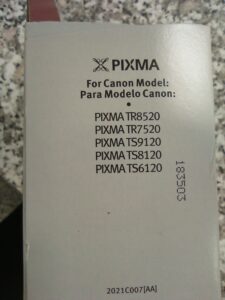 PIXMA
For Canon Model:
Para Modelo Canon:
PIXMA TR8520
PIXMA TR7520
PIXMA TS9120
PIXMA TS8120
PIXMA TS6120
183503
2021C007[AA]